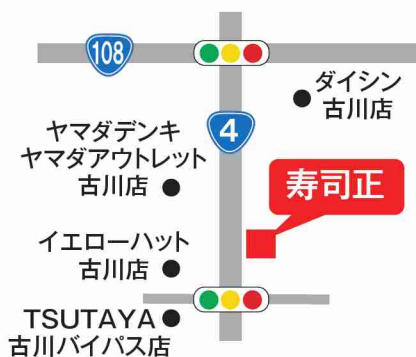 108
ダイシン
古川店
4
ヤマダデンキ
ヤマダアウトレット
古川店
寿司正
イエローハット
古川店
TSUTAYA
古川バイパス店